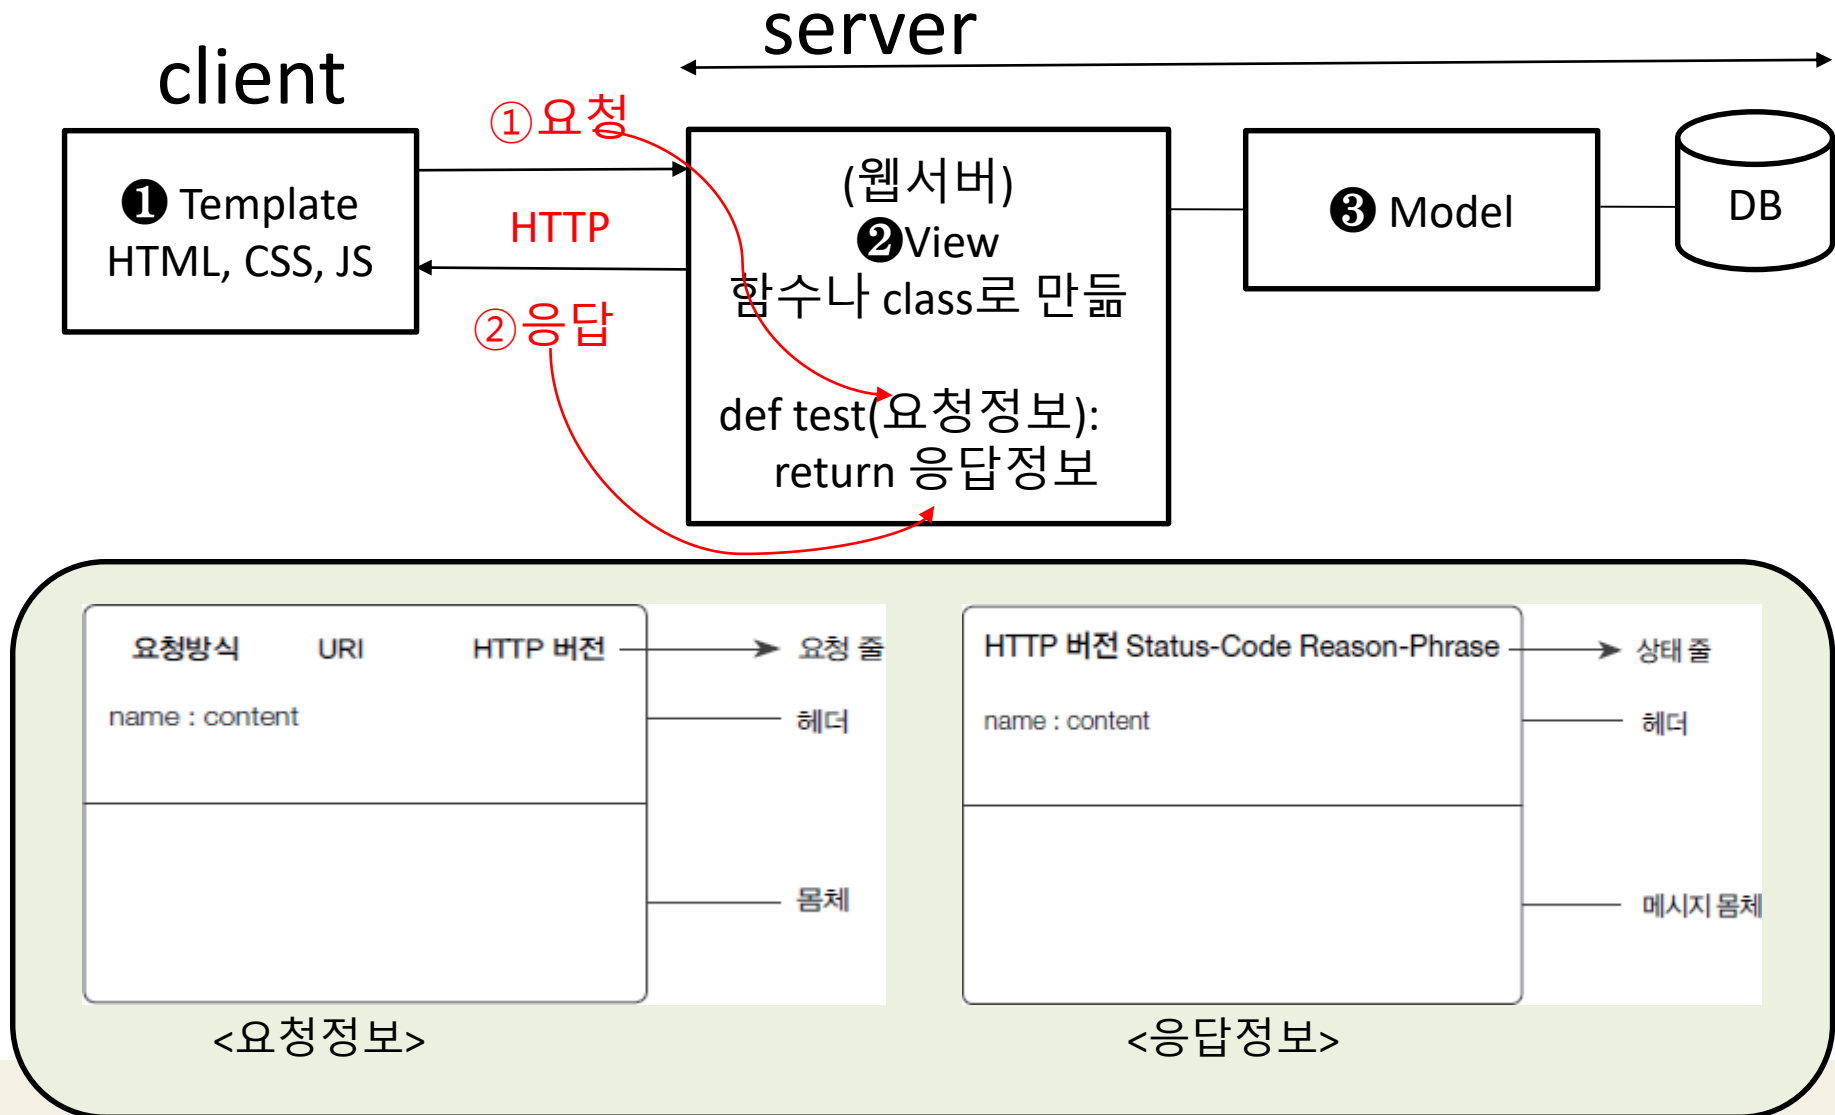 server
client
①요청
❶ Template
HTML, CSS, JS
HTTP
②응답
(웹서버)
❷View
함수나 class로 만듦
def test(요청정보):
return 응답정보
❸ Model
DB
요청방식 URI HTTP 버전 요청 줄
name : content 헤더
몸체
<요청정보>
HTTP 버전 Status-Code Reason-Phrase 상태 줄
name : content 헤더
메시지 몸체
<응답정보>